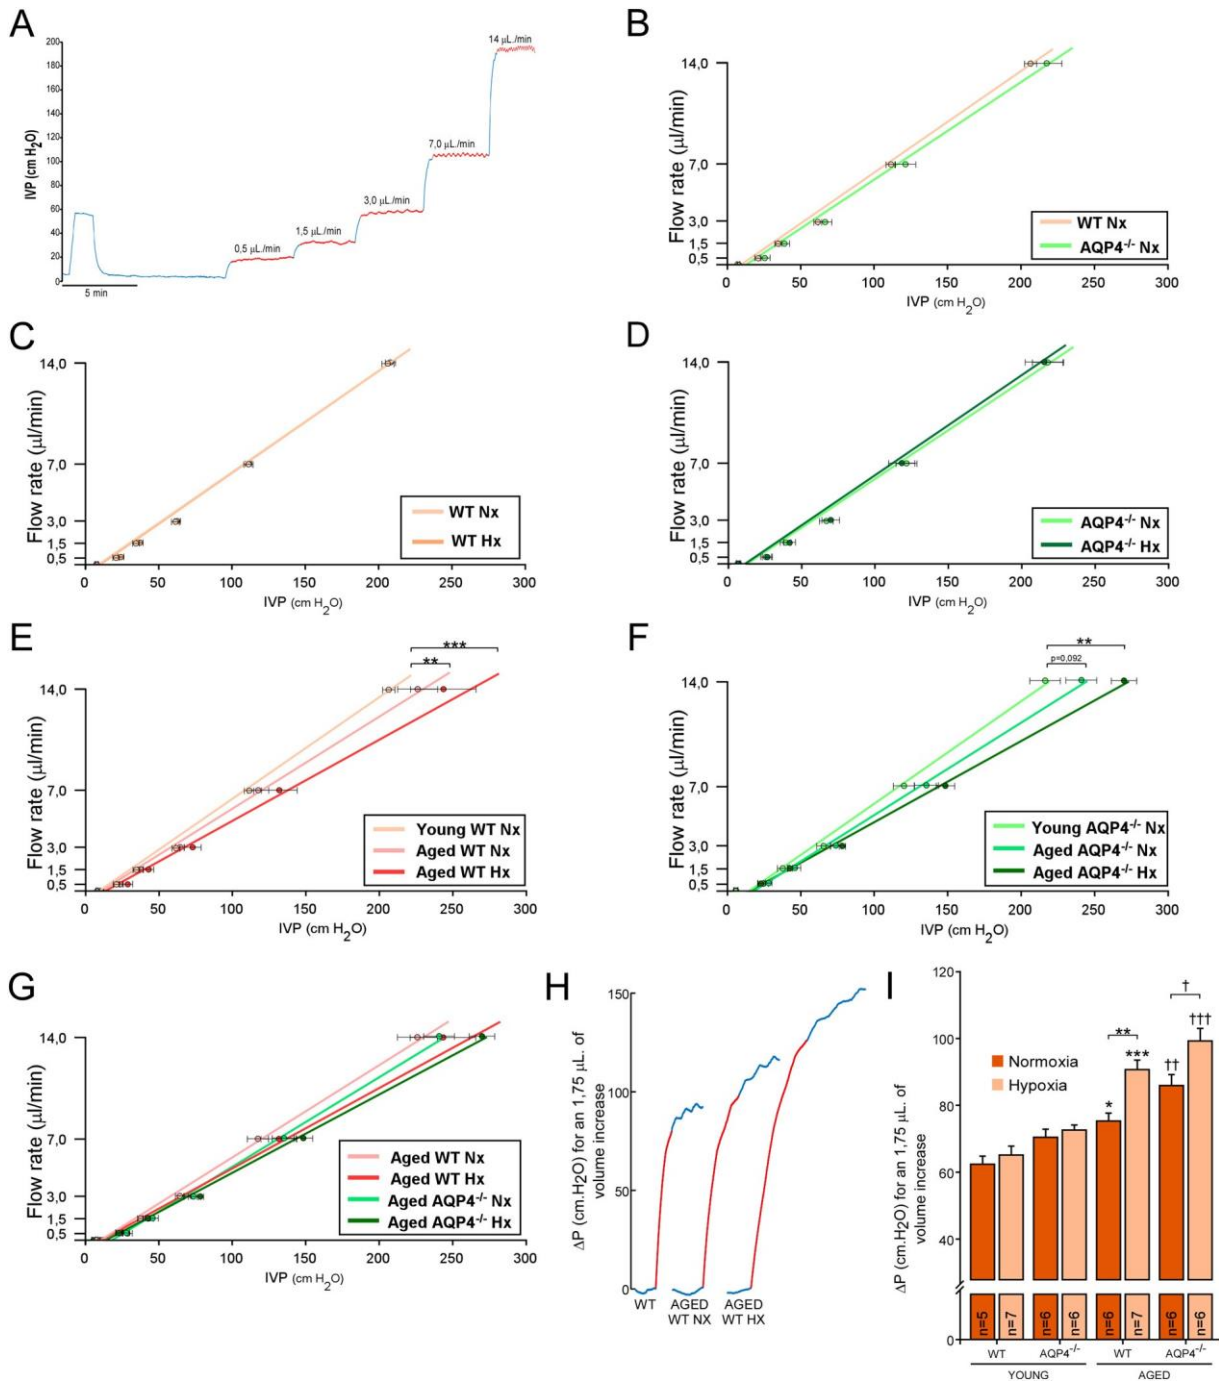 A
IVP (cm H₂O)
200
180
160
140
120
100
80
60
40
20
0
5 min
0,5 µL./min
1,5 µL./min
3,0 µL./min
7,0 µL./min
14 µL./min
B
Flow rate (µl/min)
14,0
7,0
3,0
1,5
0,5
0 50 100 150 200 250 300
IVP (cm H₂O)
WT Nx
AQP4⁻/⁻ Nx
C
Flow rate (µl/min)
14,0
7,0
3,0
1,5
0,5
0 50 100 150 200 250 300
IVP (cm H₂O)
WT Nx
WT Hx
D
Flow rate (µl/min)
14,0
7,0
3,0
1,5
0,5
0 50 100 150 200 250 300
IVP (cm H₂O)
AQP4⁻/⁻ Nx
AQP4⁻/⁻ Hx
E
***
**
Flow rate (µl/min)
14,0
7,0
3,0
1,5
0,5
0 50 100 150 200 250 300
IVP (cm H₂O)
Young WT Nx
Aged WT Nx
Aged WT Hx
F
**
p=0,092
Flow rate (µl/min)
14,0
7,0
3,0
1,5
0,5
0 50 100 150 200 250 300
IVP (cm H₂O)
Young AQP4⁻/⁻ Nx
Aged AQP4⁻/⁻ Nx
Aged AQP4⁻/⁻ Hx
G
Flow rate (µl/min)
14,0
7,0
3,0
1,5
0,5
0 50 100 150 200 250 300
IVP (cm H₂O)
Aged WT Nx
Aged WT Hx
Aged AQP4⁻/⁻ Nx
Aged AQP4⁻/⁻ Hx
H
ΔP (cm.H₂O) for an 1,75 µL. of
volume increase
150
100
50
0
WT AGED AGED
WT NX WT HX
I
ΔP (cm.H₂O) for an 1,75 µL. of
volume increase
120
100
80
60
40
0
Normoxia
Hypoxia
*
**
***
††
†
†††
n=5 n=7 n=6 n=6 n=6 n=7 n=6 n=6
WT AQP4⁻/⁻ WT AQP4⁻/⁻
YOUNG AGED